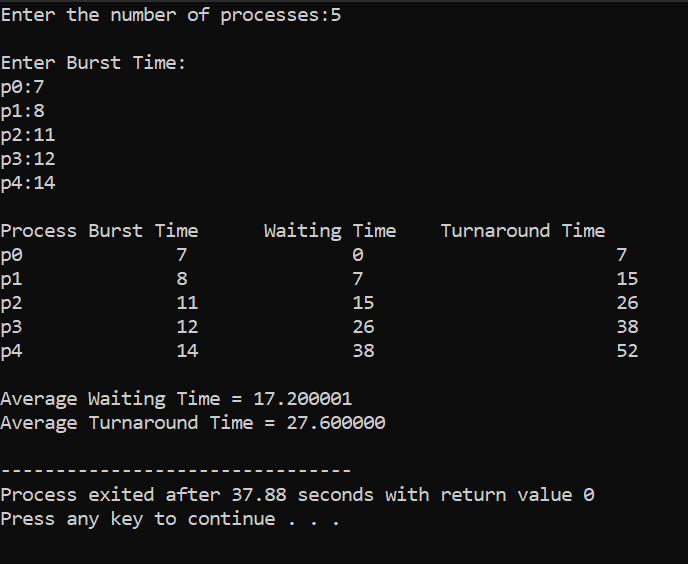 Enter the number of processes:5
Enter Burst Time:
p0:7
p1:8
p2:11
p3:12
p4:14
Process Burst Time Waiting Time Turnaround Time
p0 7 0 7
p1 8 7 15
p2 11 15 26
p3 12 26 38
p4 14 38 52
Average Waiting Time = 17.200001
Average Turnaround Time = 27.600000
--------------------------------
Process exited after 37.88 seconds with return value 0
Press any key to continue . . .